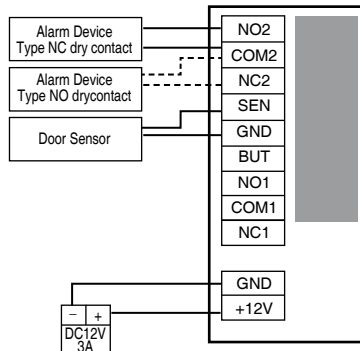 Alarm Device
Type NC dry contact
Alarm Device
Type NO drycontact
Door Sensor
NO2
COM2
NC2
SEN
GND
BUT
NO1
COM1
NC1
GND
+12V
− +
DC12V
3A